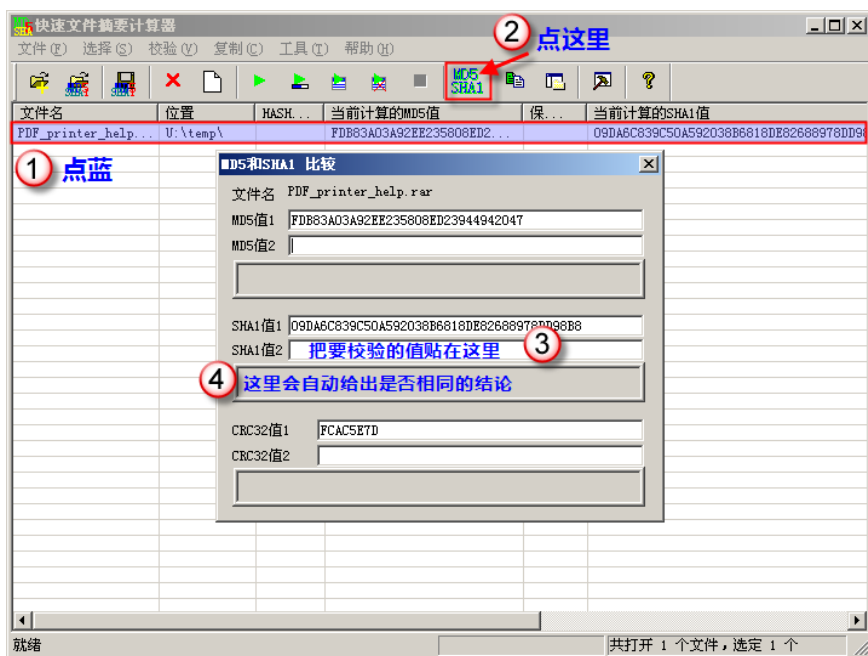 快速文件摘要计算器
文件(F) 选择(S) 校验(V) 复制(C) 工具(T) 帮助(H)
② 点这里
MD5 SHA1
文件名 位置 HASH... 当前计算的MD5值 保... 当前计算的SHA1值
PDF_printer_help... U:\temp\ FDB83A03A92EE235808ED2... 09DA6C839C50A592038B6818DE82688978DD98
① 点蓝
MD5和SHA1 比较
文件名 PDF_printer_help.rar
MD5值1 FDB83A03A92EE235808ED23944942047
MD5值2
SHA1值1 09DA6C839C50A592038B6818DE82688978DD98B8
SHA1值2 把要校验的值贴在这里 ③
④ 这里会自动给出是否相同的结论
CRC32值1 FCAC5E7D
CRC32值2
就绪 共打开 1 个文件，选定 1 个